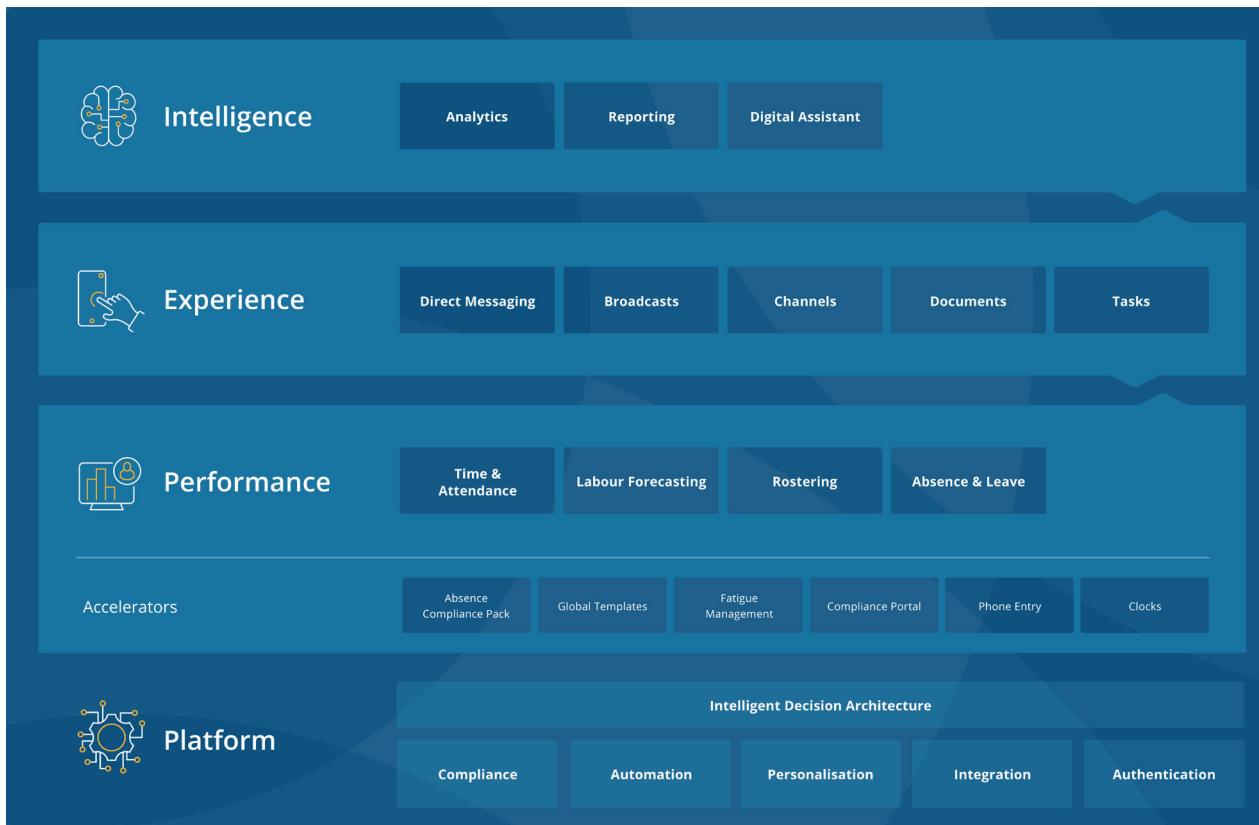 Intelligence
Analytics
Reporting
Digital Assistant
Experience
Direct Messaging
Broadcasts
Channels
Documents
Tasks
Performance
Time &
Attendance
Labour Forecasting
Rostering
Absence & Leave
Accelerators
Absence
Compliance Pack
Global Templates
Fatigue
Management
Compliance Portal
Phone Entry
Clocks
Platform
Intelligent Decision Architecture
Compliance
Automation
Personalisation
Integration
Authentication